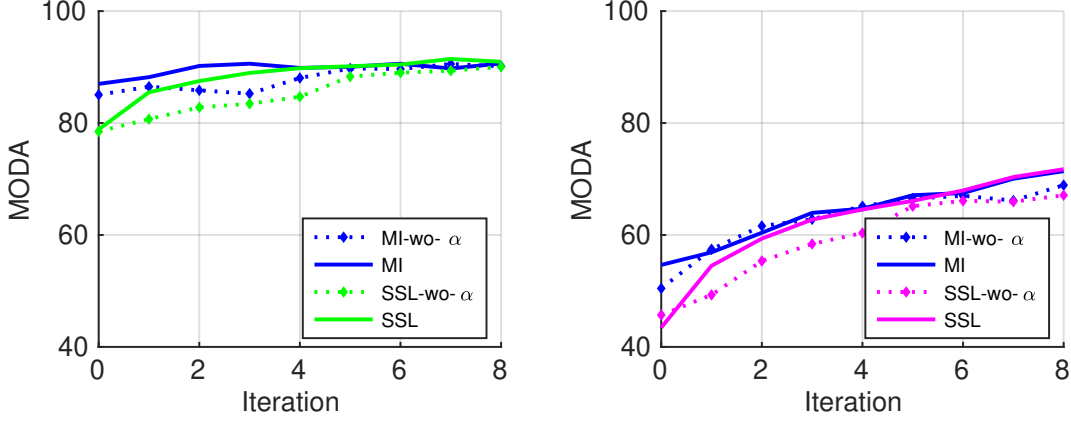 100
80
60
40
MODA
0 2 4 6 8
Iteration
MI-wo- α
MI
SSL-wo- α
SSL
100
80
60
40
MODA
0 2 4 6 8
Iteration
MI-wo- α
MI
SSL-wo- α
SSL